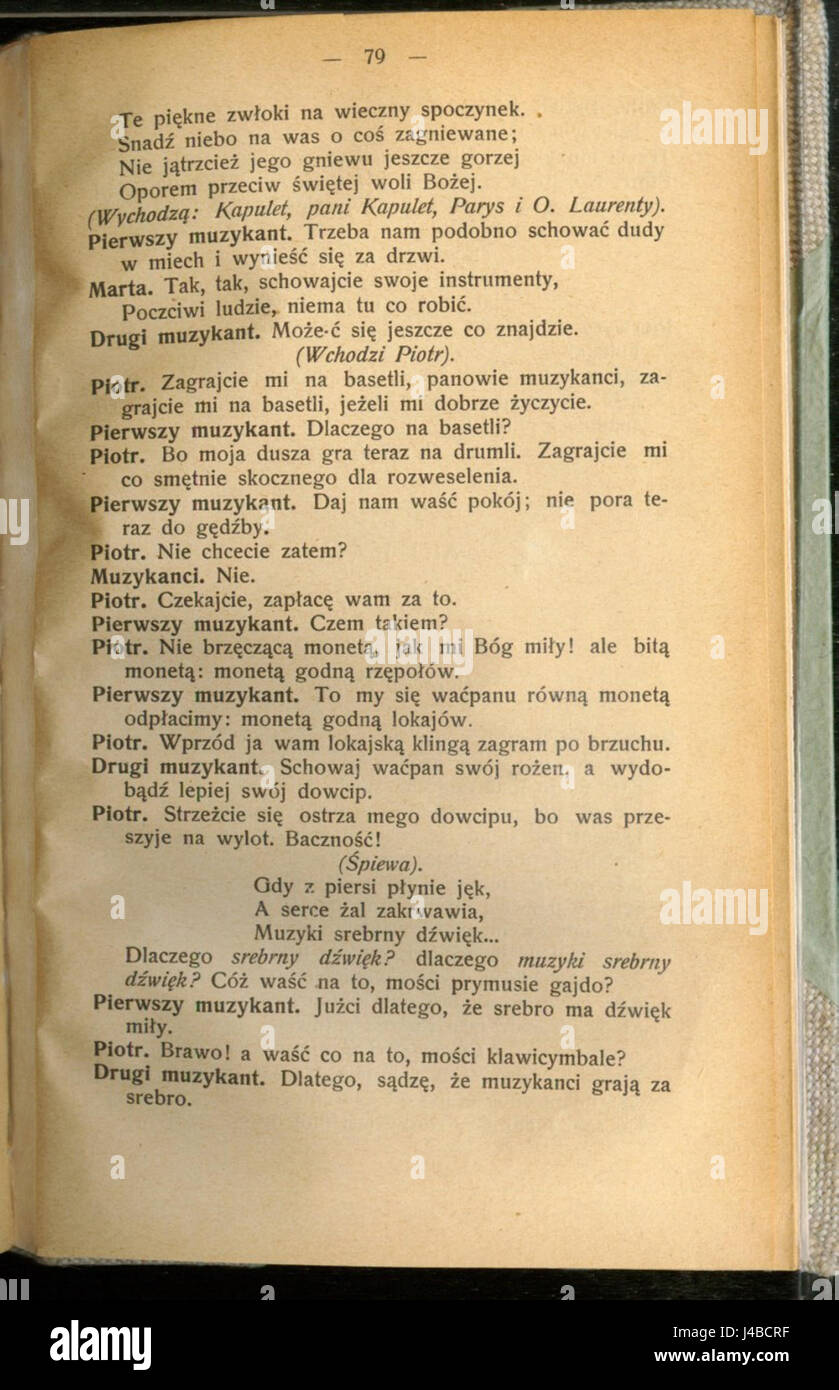 — 79 —
Te piękne zwłoki na wieczny spoczynek.
Snadź niebo na was o coś zagniewane;
Nie jątrzcież jego gniewu jeszcze gorzej
Oporem przeciw świętej woli Bożej.
(Wychodzą: Kapulet, pani Kapulet, Parys i O. Laurenty).
Pierwszy muzykant. Trzeba nam podobno schować dudy
w miech i wynieść się za drzwi.
Marta. Tak, tak, schowajcie swoje instrumenty,
Poczciwi ludzie, niema tu co robić.
Drugi muzykant. Może-ć się jeszcze co znajdzie.
(Wchodzi Piotr).
Piotr. Zagrajcie mi na basetli, panowie muzykanci, za-
grajcie mi na basetli, jeżeli mi dobrze życzycie.
Pierwszy muzykant. Dlaczego na basetli?
Piotr. Bo moja dusza gra teraz na drumli. Zagrajcie mi
co smętnie skocznego dla rozweselenia.
Pierwszy muzykant. Daj nam waść pokój; nie pora te-
raz do gędźby.
Piotr. Nie chcecie zatem?
Muzykanci. Nie.
Piotr. Czekajcie, zapłacę wam za to.
Pierwszy muzykant. Czem takiem?
Piotr. Nie brzęczącą monetą, jak mi Bóg miły! ale bitą
monetą: monetą godną rzępołów.
Pierwszy muzykant. To my się waćpanu równą monetą
odpłacimy: monetą godną lokajów.
Piotr. Wprzód ja wam lokajską klingą zagram po brzuchu.
Drugi muzykant. Schowaj waćpan swój rożen, a wydo-
bądź lepiej swój dowcip.
Piotr. Strzeżcie się ostrza mego dowcipu, bo was prze-
szyje na wylot. Baczność!
(Śpiewa).
Gdy z piersi płynie jęk,
A serce żal zakrwawia,
Muzyki srebrny dźwięk...
Dlaczego srebrny dźwięk? dlaczego muzyki srebrny
dźwięk? Cóż waść na to, mości prymusie gajdo?
Pierwszy muzykant. Jużci dlatego, że srebro ma dźwięk
miły.
Piotr. Brawo! a waść co na to, mości klawicymbale?
Drugi muzykant. Dlatego, sądzę, że muzykanci grają za
srebro.
alamy
alamy
alamy
alamy
Image ID: J4BCRF
www.alamy.com